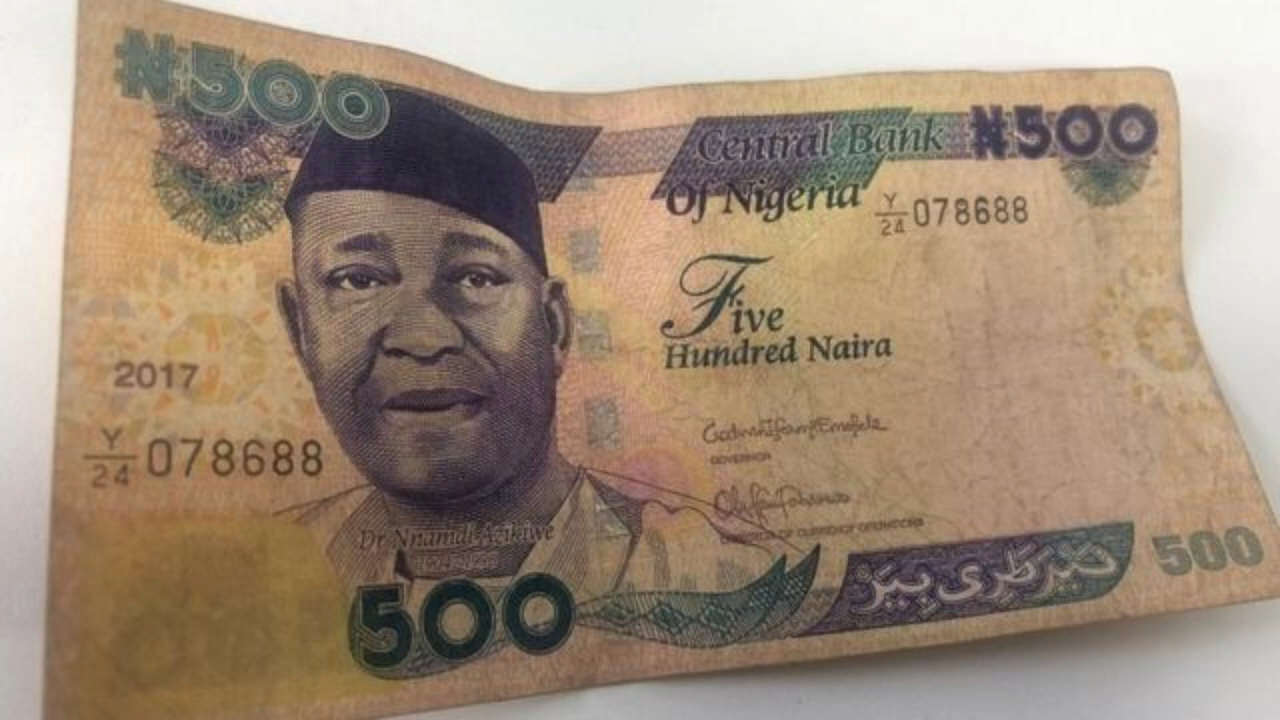 ₦500
Central Bank ₦500
Of Nigeria
Y/24 078688
Five
Hundred Naira
2017
Y/24 078688
GOVERNOR
Dr Nnamdi Azikiwe
500
500